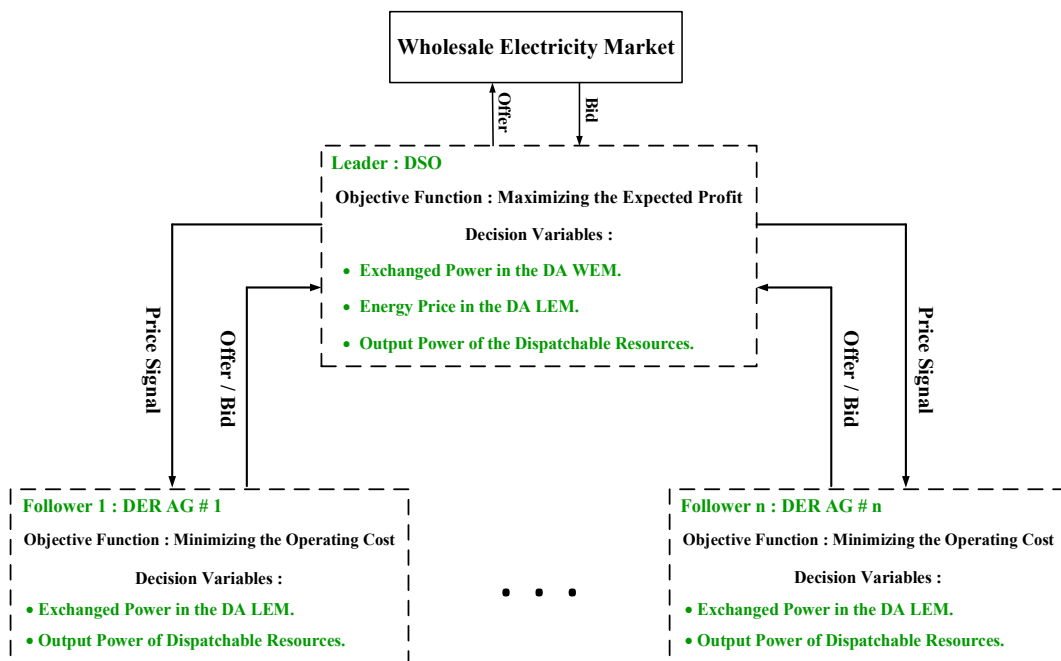 Wholesale Electricity Market
Offer
Bid
Leader : DSO
Objective Function : Maximizing the Expected Profit
Decision Variables :
• Exchanged Power in the DA WEM.
• Energy Price in the DA LEM.
• Output Power of the Dispatchable Resources.
Price Signal
Offer / Bid
Offer / Bid
Price Signal
Follower 1 : DER AG # 1
Objective Function : Minimizing the Operating Cost
Decision Variables :
• Exchanged Power in the DA LEM.
• Output Power of Dispatchable Resources.
• • •
Follower n : DER AG # n
Objective Function : Minimizing the Operating Cost
Decision Variables :
• Exchanged Power in the DA LEM.
• Output Power of Dispatchable Resources.